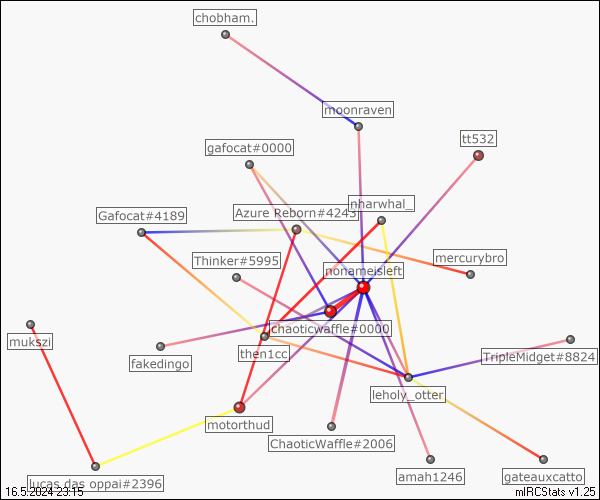 chobham.
moonraven
tt532
gafocat#0000
nharwhal_
Gafocat#4189
Azure Reborn#4243
mercurybro
Thinker#5995
nonameisleft
chaoticwaffle#0000
mukszi
fakedingo
then1cc
TripleMidget#8824
leholy_otter
motorthud
ChaoticWaffle#2006
lucas das oppai#2396
amah1246
gateauxcatto
16.5.2024 23:15
mIRCStats v1.25